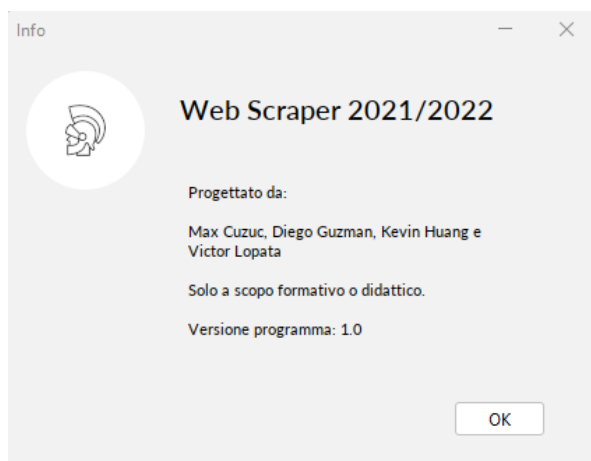 Info
Web Scraper 2021/2022
Progettato da:
Max Cuzuc, Diego Guzman, Kevin Huang e
Victor Lopata
Solo a scopo formativo o didattico.
Versione programma: 1.0
OK